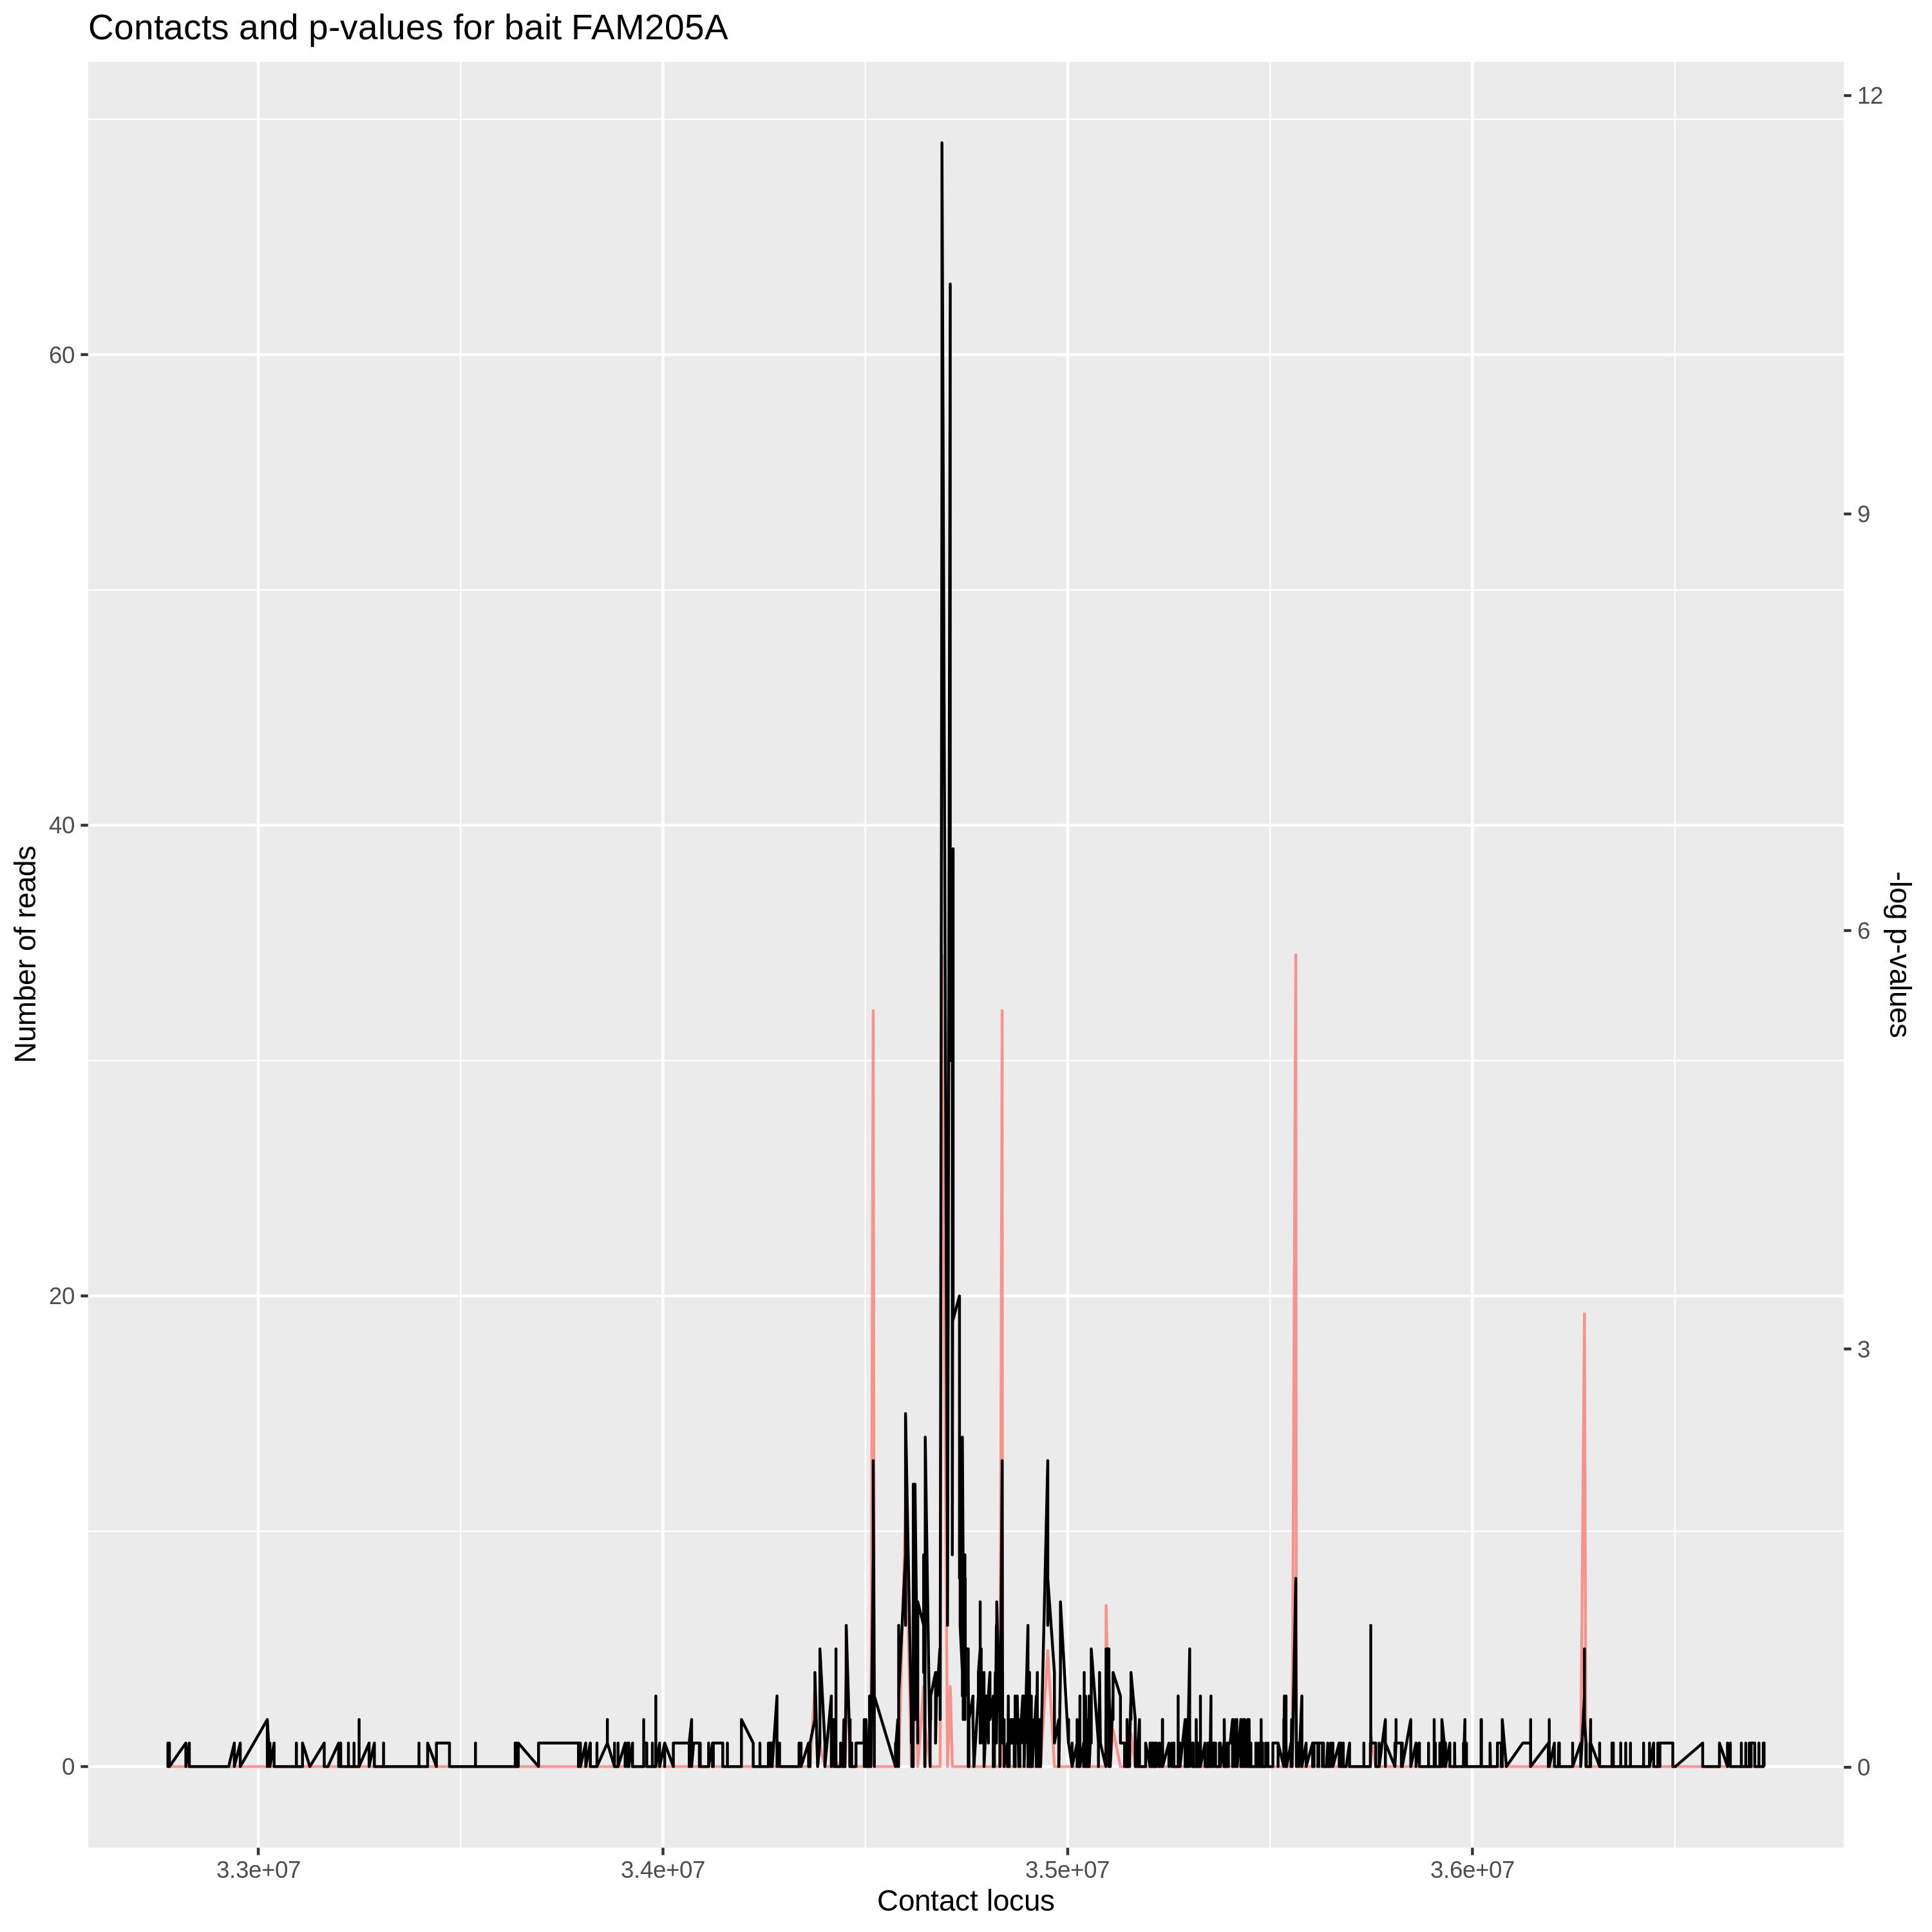 Contacts and p-values for bait FAM205A
12
9
6
3
0
60
40
20
0
Number of reads
-log p-values
3.3e+07 3.4e+07 3.5e+07 3.6e+07
Contact locus